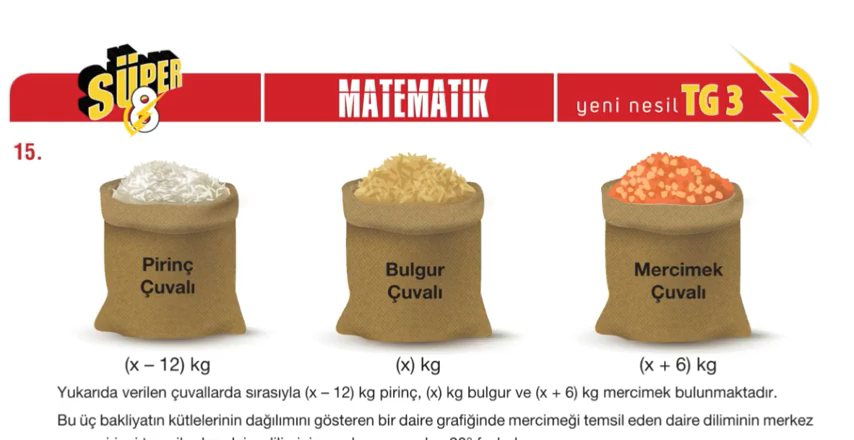 SÜPER 8
MATEMATİK
yeni nesil TG 3
15.
Pirinç
Çuvalı
Bulgur
Çuvalı
Mercimek
Çuvalı
(x – 12) kg
(x) kg
(x + 6) kg
Yukarıda verilen çuvallarda sırasıyla (x – 12) kg pirinç, (x) kg bulgur ve (x + 6) kg mercimek bulunmaktadır.
Bu üç bakliyatın kütlelerinin dağılımını gösteren bir daire grafiğinde mercimeği temsil eden daire diliminin merkez